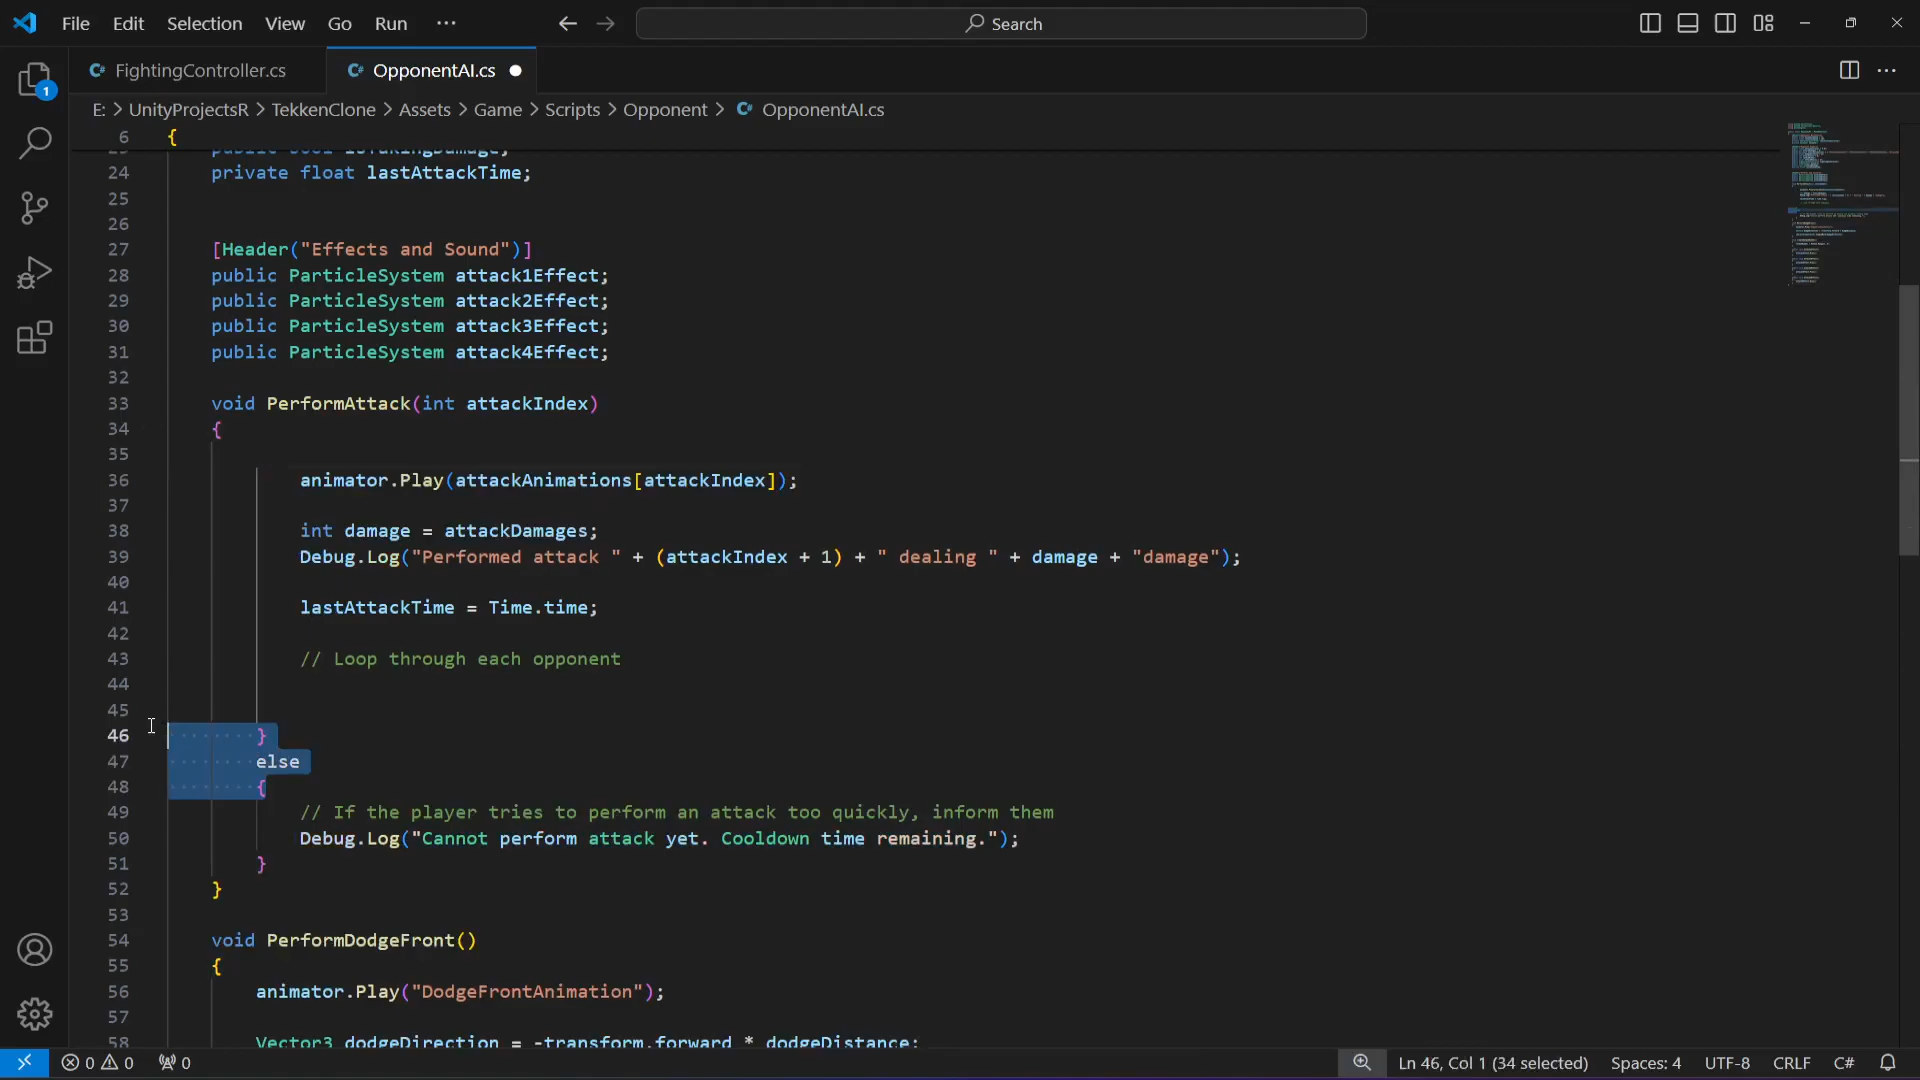 File Edit Selection View Go Run ··· Search
FightingController.cs OpponentAI.cs
E: > UnityProjectsR > TekkenClone > Assets > Game > Scripts > Opponent > OpponentAI.cs
6 {
24 private float lastAttackTime;
25
26
27 [Header("Effects and Sound")]
28 public ParticleSystem attack1Effect;
29 public ParticleSystem attack2Effect;
30 public ParticleSystem attack3Effect;
31 public ParticleSystem attack4Effect;
32
33 void PerformAttack(int attackIndex)
34 {
35
36 animator.Play(attackAnimations[attackIndex]);
37
38 int damage = attackDamages;
39 Debug.Log("Performed attack " + (attackIndex + 1) + " dealing " + damage + "damage");
40
41 lastAttackTime = Time.time;
42
43 // Loop through each opponent
44
45
46 }
47 else
48 {
49 // If the player tries to perform an attack too quickly, inform them
50 Debug.Log("Cannot perform attack yet. Cooldown time remaining.");
51 }
52 }
53
54 void PerformDodgeFront()
55 {
56 animator.Play("DodgeFrontAnimation");
57
58 Vector3 dodgeDirection = -transform.forward * dodgeDistance;
1
0 0 0 Ln 46, Col 1 (34 selected) Spaces: 4 UTF-8 CRLF C#